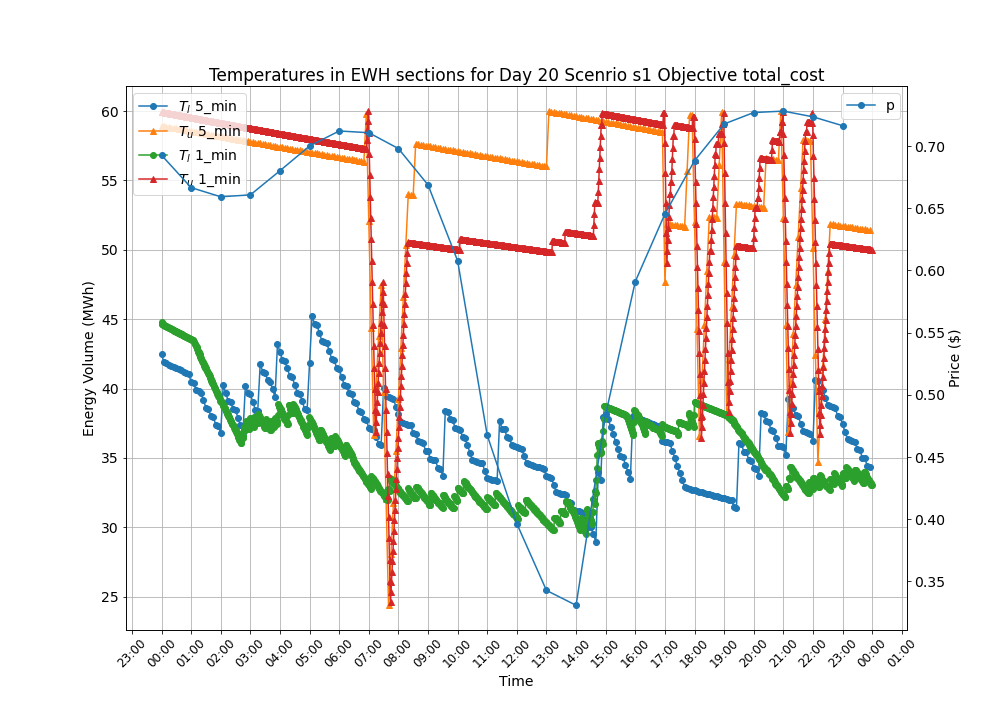 Temperatures in EWH sections for Day 20 Scenrio s1 Objective total_cost
T_l 5_min
T_u 5_min
T_l 1_min
T_u 1_min
p
60
55
50
45
40
35
30
25
Energy Volume (MWh)
0.70
0.65
0.60
0.55
0.50
0.45
0.40
0.35
Price ($)
23:00 00:00 01:00 02:00 03:00 04:00 05:00 06:00 07:00 08:00 09:00 10:00 11:00 12:00 13:00 14:00 15:00 16:00 17:00 18:00 19:00 20:00 21:00 22:00 23:00 00:00 01:00
Time